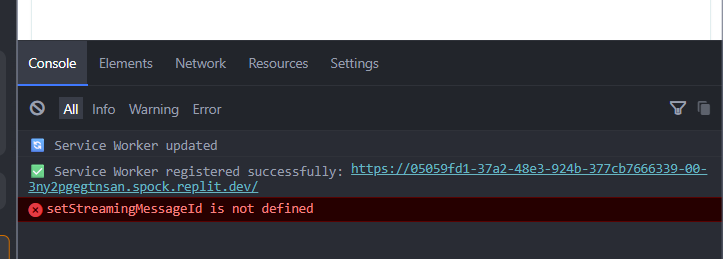 Console Elements Network Resources Settings
All Info Warning Error
Service Worker updated
Service Worker registered successfully: https://05059fd1-37a2-48e3-924b-377cb7666339-00-
3ny2pgegtnsan.spock.replit.dev/
setStreamingMessageId is not defined